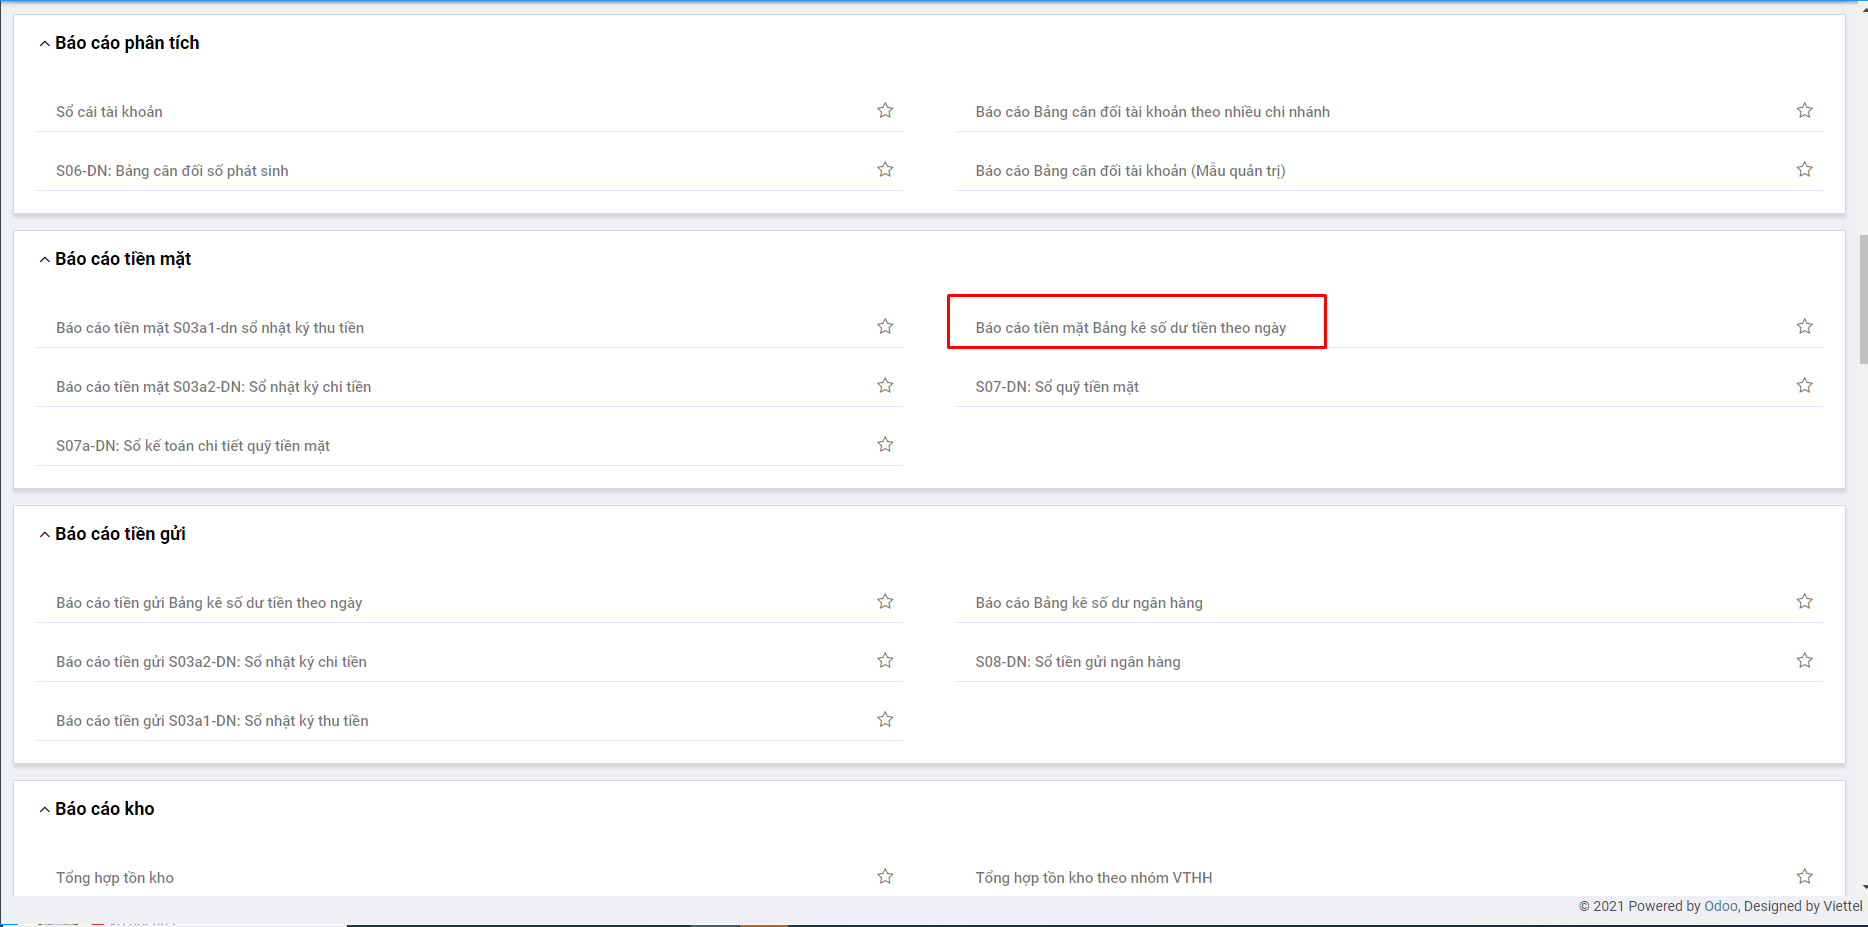 Báo cáo phân tích
Sổ cái tài khoản
Báo cáo Bảng cân đối tài khoản theo nhiều chi nhánh
S06-DN: Bảng cân đối số phát sinh
Báo cáo Bảng cân đối tài khoản (Mẫu quản trị)
Báo cáo tiền mặt
Báo cáo tiền mặt S03a1-dn sổ nhật ký thu tiền
Báo cáo tiền mặt Bảng kê số dư tiền theo ngày
Báo cáo tiền mặt S03a2-DN: Sổ nhật ký chi tiền
S07-DN: Sổ quỹ tiền mặt
S07a-DN: Sổ kế toán chi tiết quỹ tiền mặt
Báo cáo tiền gửi
Báo cáo tiền gửi Bảng kê số dư tiền theo ngày
Báo cáo Bảng kê số dư ngân hàng
Báo cáo tiền gửi S03a2-DN: Sổ nhật ký chi tiền
S08-DN: Sổ tiền gửi ngân hàng
Báo cáo tiền gửi S03a1-DN: Sổ nhật ký thu tiền
Báo cáo kho
Tổng hợp tồn kho
Tổng hợp tồn kho theo nhóm VTHH
© 2021 Powered by Odoo, Designed by Viettel